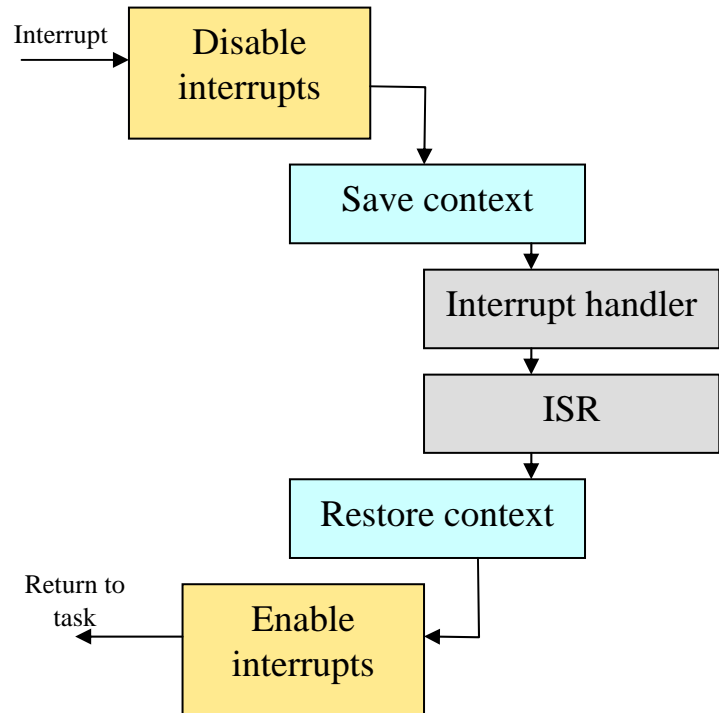 Interrupt
Disable
interrupts
Save context
Interrupt handler
ISR
Restore context
Return to
task
Enable
interrupts